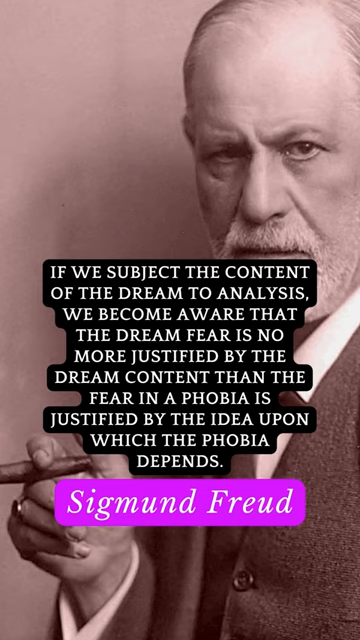 IF WE SUBJECT THE CONTENT
OF THE DREAM TO ANALYSIS,
WE BECOME AWARE THAT
THE DREAM FEAR IS NO
MORE JUSTIFIED BY THE
DREAM CONTENT THAN THE
FEAR IN A PHOBIA IS
JUSTIFIED BY THE IDEA UPON
WHICH THE PHOBIA
DEPENDS.
Sigmund Freud